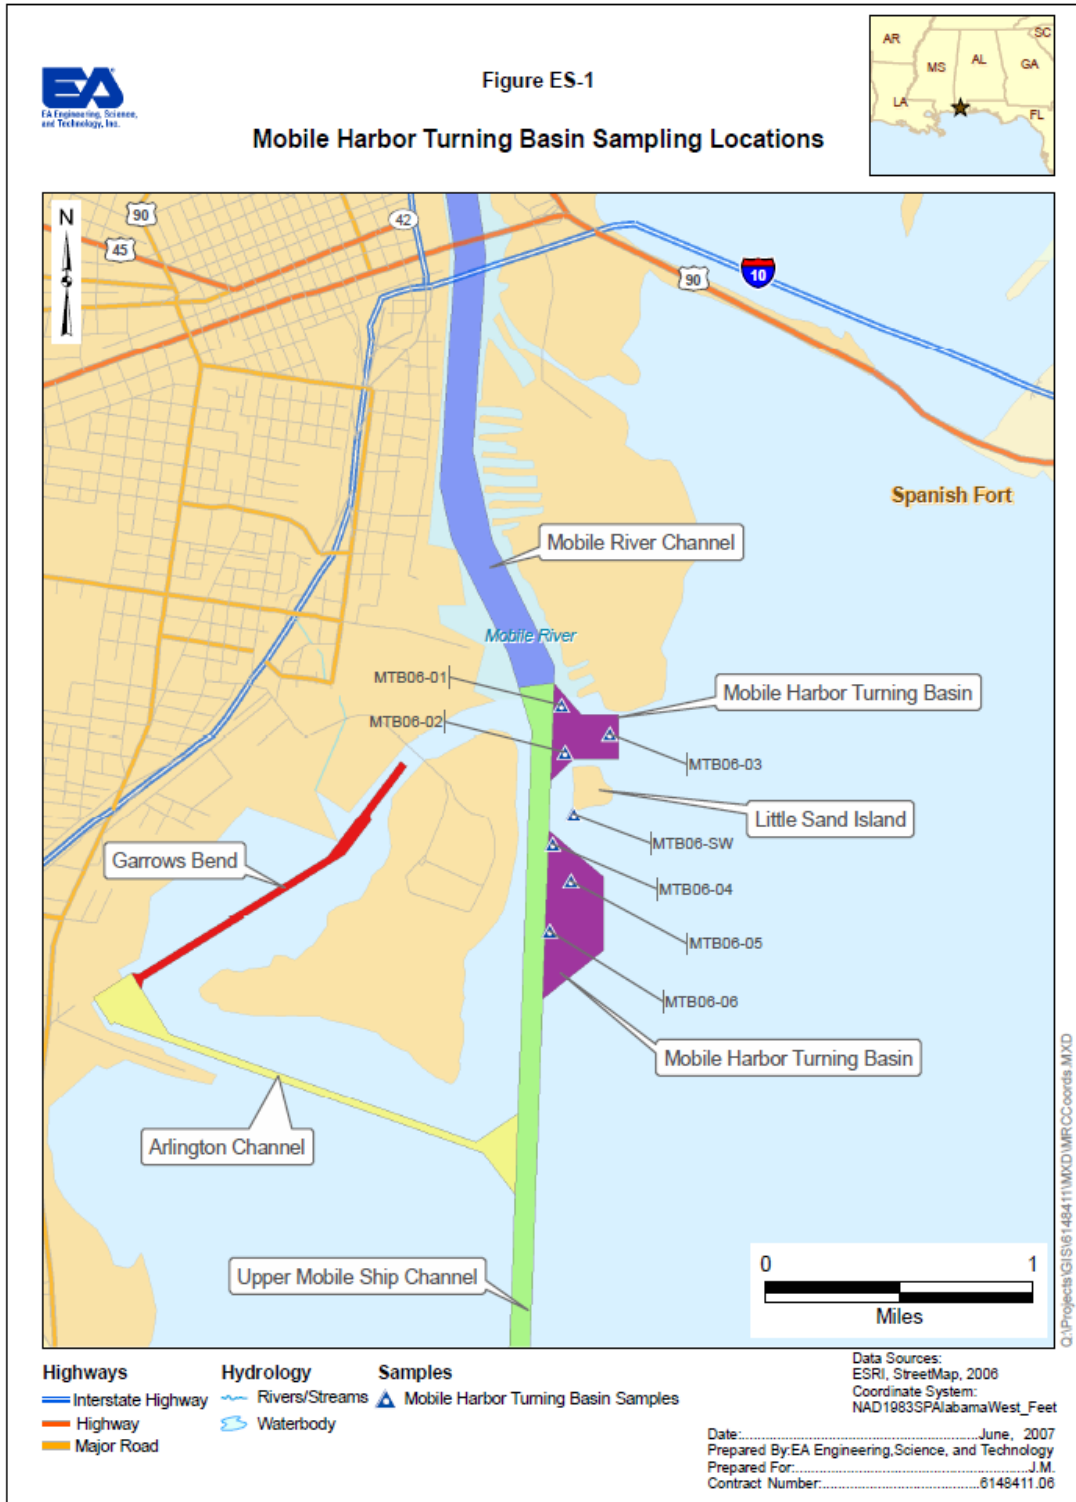 EA
EA Engineering, Science,
and Technology, Inc.
Figure ES-1
Mobile Harbor Turning Basin Sampling Locations
AR
MS
AL
GA
SC
LA
FL
N
90
45
42
90
10
Spanish Fort
Mobile River Channel
Mobile River
MTB06-01
Mobile Harbor Turning Basin
MTB06-02
MTB06-03
Little Sand Island
MTB06-SW
Garrows Bend
MTB06-04
MTB06-05
MTB06-06
Mobile Harbor Turning Basin
Arlington Channel
Upper Mobile Ship Channel
0 1
Miles
Q:\Projects\GIS\6148411\MXD\MRCCoords.MXD
Highways
Interstate Highway
Highway
Major Road
Hydrology
Rivers/Streams
Waterbody
Samples
Mobile Harbor Turning Basin Samples
Data Sources:
ESRI, StreetMap, 2006
Coordinate System:
NAD1983SPAlabamaWest_Feet
Date:...........................................June, 2007
Prepared By:EA Engineering,Science, and Technology
Prepared For:...........................................J.M.
Contract Number:.............................6148411.06